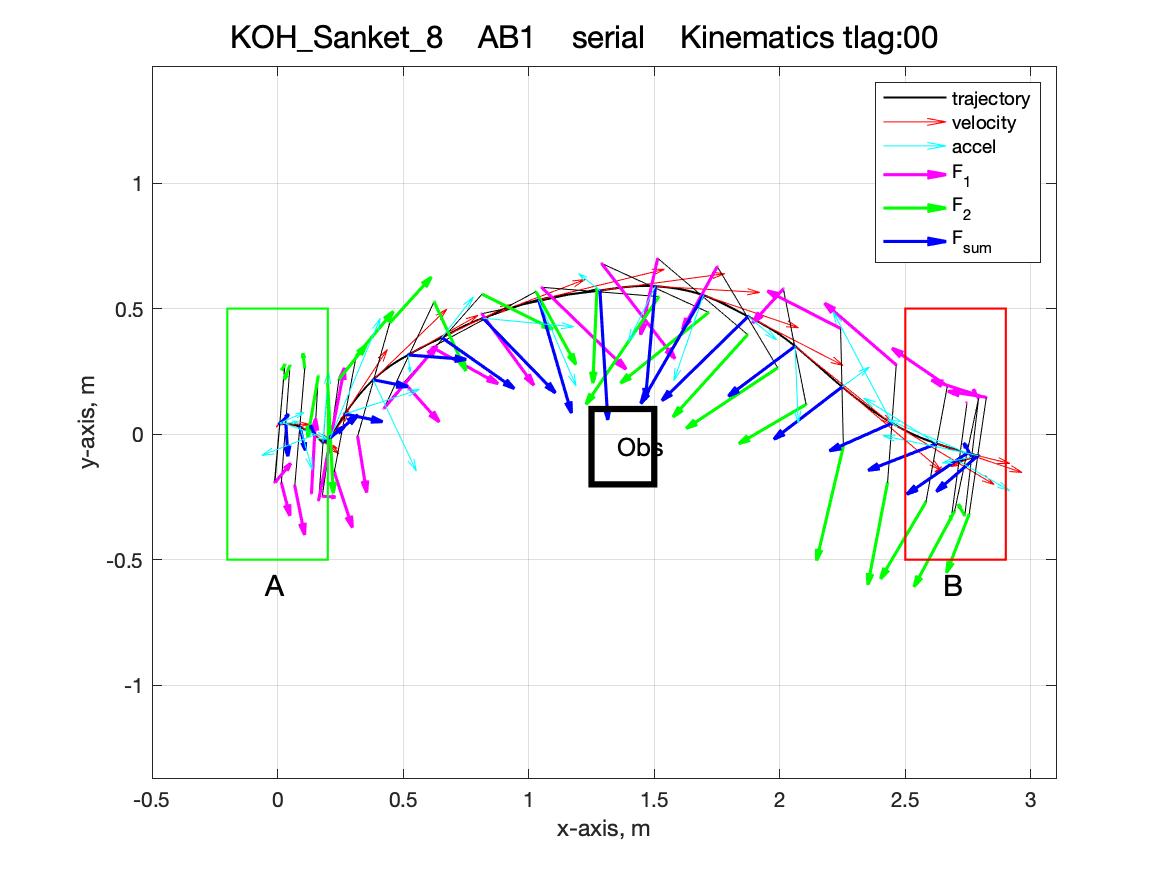 KOH_Sanket_8 AB1 serial Kinematics tlag:00
trajectory
velocity
accel
F1
F2
Fsum
1
0.5
0
-0.5
-1
y-axis, m
Obs
A
B
-0.5 0 0.5 1 1.5 2 2.5 3
x-axis, m